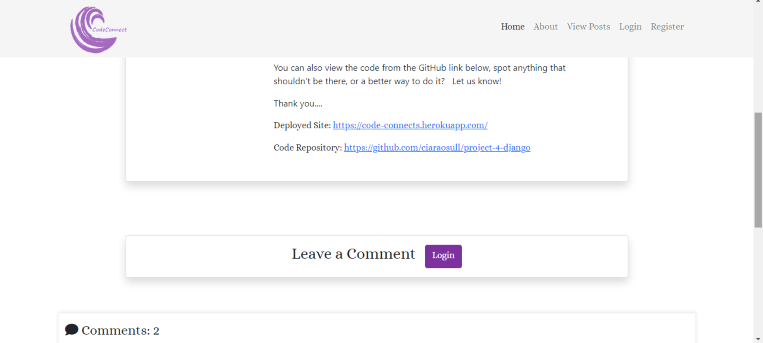 CodeConnect
Home About View Posts Login Register
You can also view the code from the GitHub link below, spot anything that
shouldn't be there, or a better way to do it? Let us know!
Thank you....
Deployed Site: https://code-connects.herokuapp.com/
Code Repository: https://github.com/ciaraosull/project-4-django
Leave a Comment Login
Comments: 2